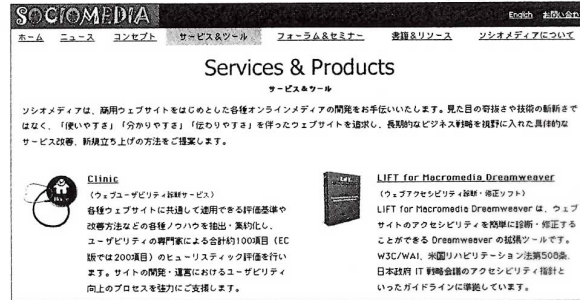 SOCIOMEDIA
English お問い合わせ
ホーム ニュース コンセプト サービス&ツール フォーラム&セミナー 書籍&リソース ソシオメディアについて
Services & Products
サービス&ツール
ソシオメディアは、商用ウェブサイトをはじめとした各種オンラインメディアの開発をお手伝いいたします。見た目の奇抜さや技術の斬新さで
はなく、「使いやすさ」「分かりやすさ」「伝わりやすさ」を伴ったウェブサイトを追求し、長期的なビジネス戦略を視野に入れた具体的な
サービス改善、新規立ち上げの方法をご提案します。
Clinic
(ウェブユーザビリティ診断サービス)
各種ウェブサイトに共通して適用できる評価基準や
改善方法などの各種ノウハウを抽出・集約化し、
ユーザビリティの専門家による合計約100項目（EC
版では200項目）のヒューリスティック評価を行い
ます。サイトの開発・運営におけるユーザビリティ
向上のプロセスを強力にご支援します。
LIFT for Macromedia Dreamweaver
(ウェブアクセシビリティ診断・修正ソフト)
LIFT for Macromedia Dreamweaver は、ウェブ
サイトのアクセシビリティを簡単に診断・修正する
ことができる Dreamweaver の拡張ツールです。
W3C/WAI、米国リハビリテーション法第508条、
日本政府 IT 戦略会議のアクセシビリティ指針と
いったガイドラインに準拠しています。